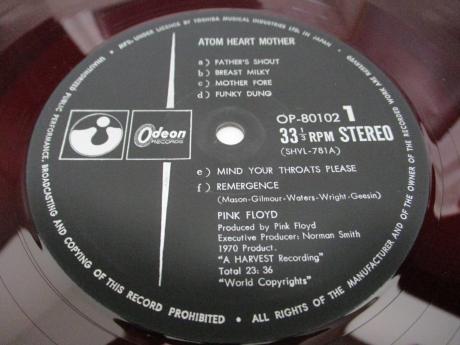 • MFD. UNDER LICENCE BY TOSHIBA MUSICAL INDUSTRIES LTD. IN JAPAN •
UNAUTHORIZED PUBLIC PERFORMANCE, BROADCASTING AND COPYING OF THIS RECORD PROHIBITED • ALL RIGHTS OF THE MANUFACTURER AND OF THE OWNER OF THE RECORDED WORK ARE RESERVED
ATOM HEART MOTHER
a) FATHER'S SHOUT
b) BREAST MILKY
c) MOTHER FORE
d) FUNKY DUNG
Odeon
RECORDS
OP-80102 1
33 1/3 RPM STEREO
(SHVL-781A)
e) MIND YOUR THROATS PLEASE
f) REMERGENCE
(Mason-Gilmour-Waters-Wright-Geesin)
PINK FLOYD
Produced by Pink Floyd
Executive Producer: Norman Smith
1970 Product.
"A HARVEST Recording"
Total 23: 36
"World Copyrights"